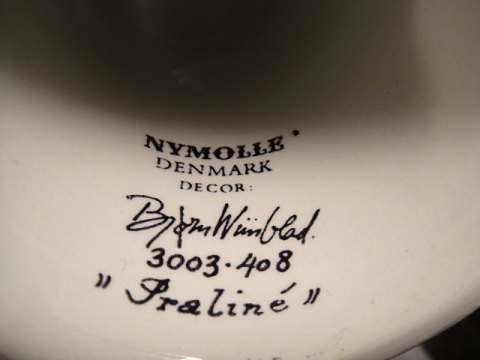 NYMOLLE
DENMARK
DECOR:
Bjørn Wiinblad.
3003-408
"Praliné"